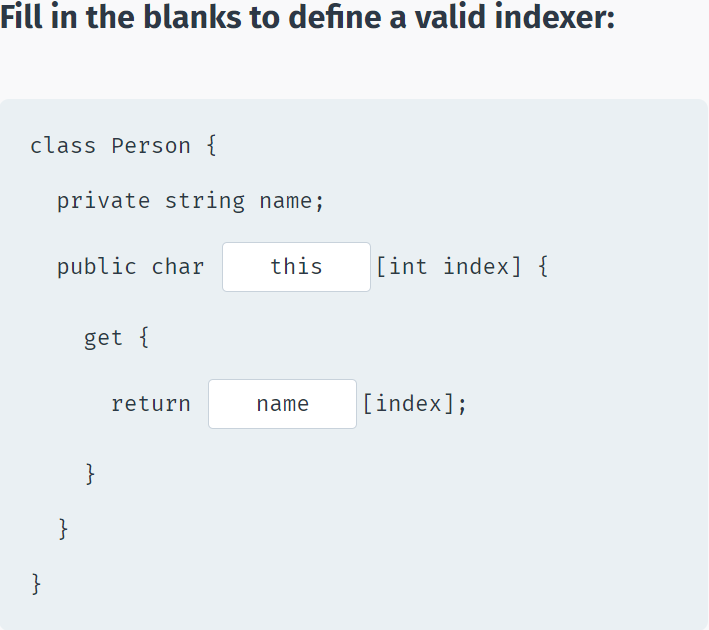 Fill in the blanks to define a valid indexer:
class Person {
private string name;
public char this [int index] {
get {
return name [index];
}
}
}